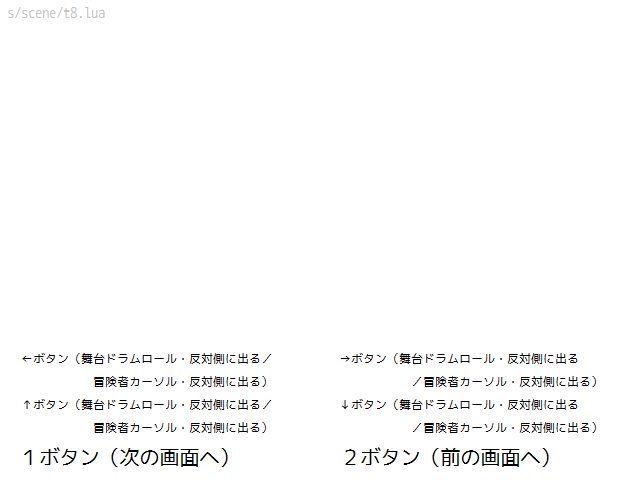 s/scene/t8.lua
←ボタン（舞台ドラムロール・反対側に出る／
冒険者カーソル・反対側に出る）
→ボタン（舞台ドラムロール・反対側に出る
／冒険者カーソル・反対側に出る）
↑ボタン（舞台ドラムロール・反対側に出る／
冒険者カーソル・反対側に出る）
↓ボタン（舞台ドラムロール・反対側に出る
／冒険者カーソル・反対側に出る）
１ボタン（次の画面へ）
２ボタン（前の画面へ）